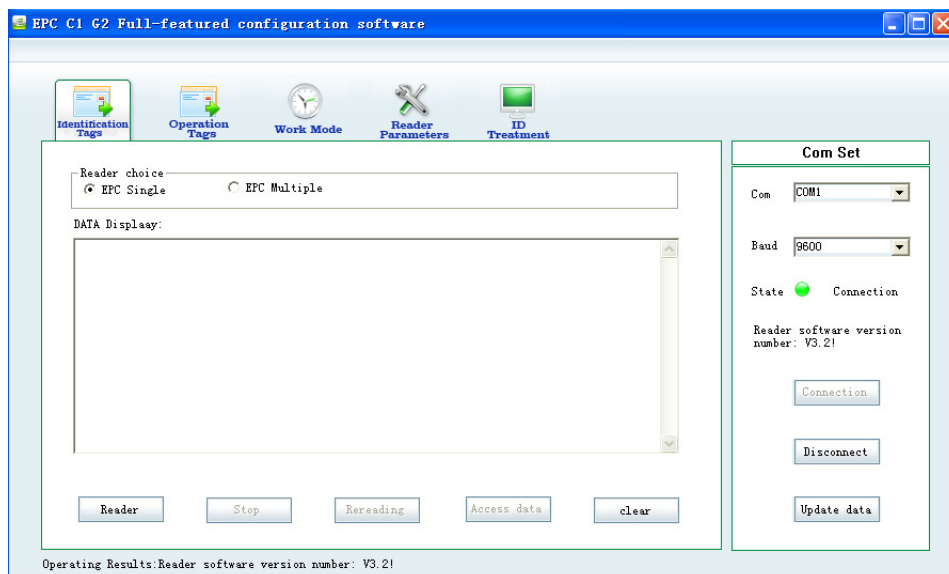 EPC C1 G2 Full-featured configuration software
Identification
Tags
Operation
Tags
Work Mode
Reader
Parameters
ID
Treatment
Reader choice
EPC Single
EPC Multiple
DATA Displaay:
Reader
Stop
Rereading
Access data
clear
Com Set
Com
COM1
Baud
9600
State
Connection
Reader software version
number: V3.2!
Connection
Disconnect
Update data
Operating Results:Reader software version number: V3.2!